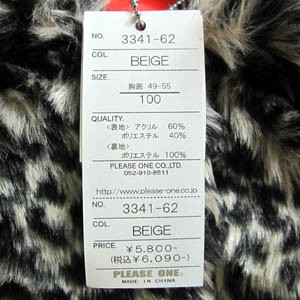 NO. 3341-62
COL. BEIGE
SIZE. 胸囲 49-55
100
QUALITY.
〈表地〉アクリル 60%
ポリエステル 40%
〈裏地〉
ポリエステル 100%
PLEASE ONE CO.,LTD.
052-910-8511
http://www.please-one.co.jp
NO. 3341-62
COL. BEIGE
PRICE. ¥5,800-
(税込¥6,090-)
PLEASE ONE.
MADE IN CHINA